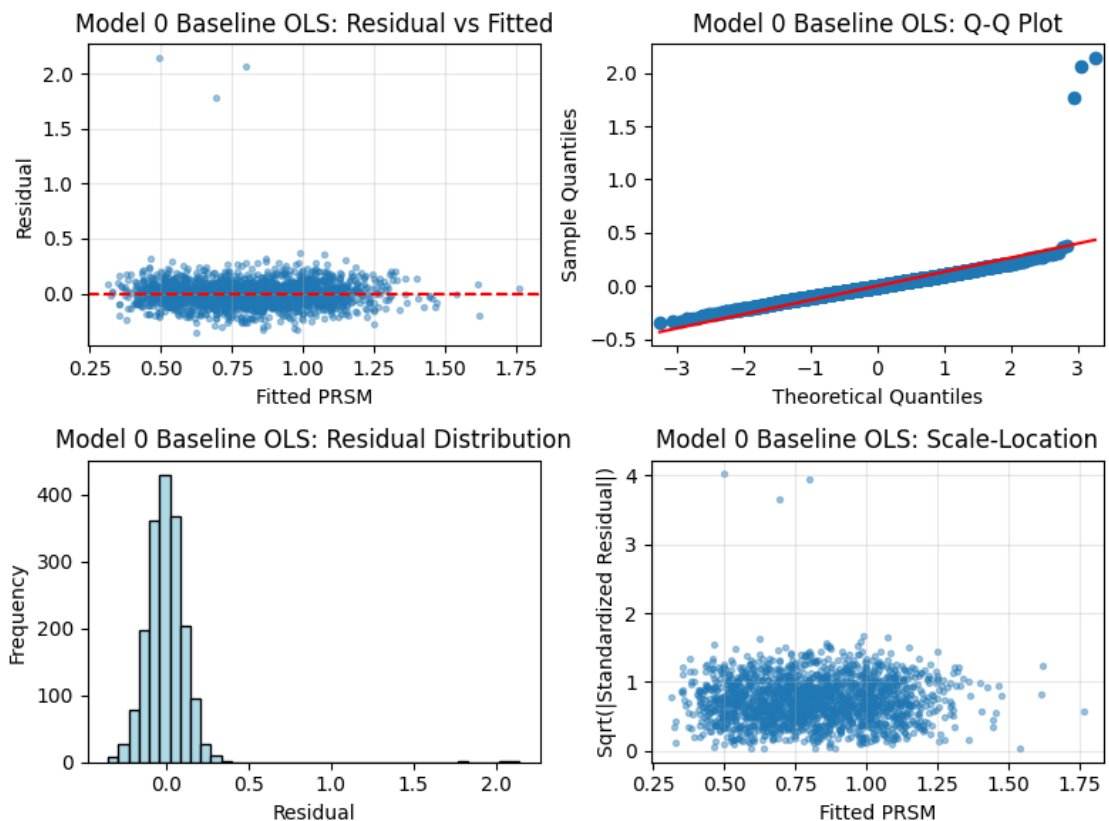 Model 0 Baseline OLS: Residual vs Fitted
2.0
1.5
1.0
0.5
0.0
Residual
0.25 0.50 0.75 1.00 1.25 1.50 1.75
Fitted PRSM
Model 0 Baseline OLS: Q-Q Plot
2.0
1.5
1.0
0.5
0.0
−0.5
Sample Quantiles
−3 −2 −1 0 1 2 3
Theoretical Quantiles
Model 0 Baseline OLS: Residual Distribution
400
300
200
100
0
Frequency
0.0 0.5 1.0 1.5 2.0
Residual
Model 0 Baseline OLS: Scale-Location
4
3
2
1
0
Sqrt(|Standardized Residual|)
0.25 0.50 0.75 1.00 1.25 1.50 1.75
Fitted PRSM